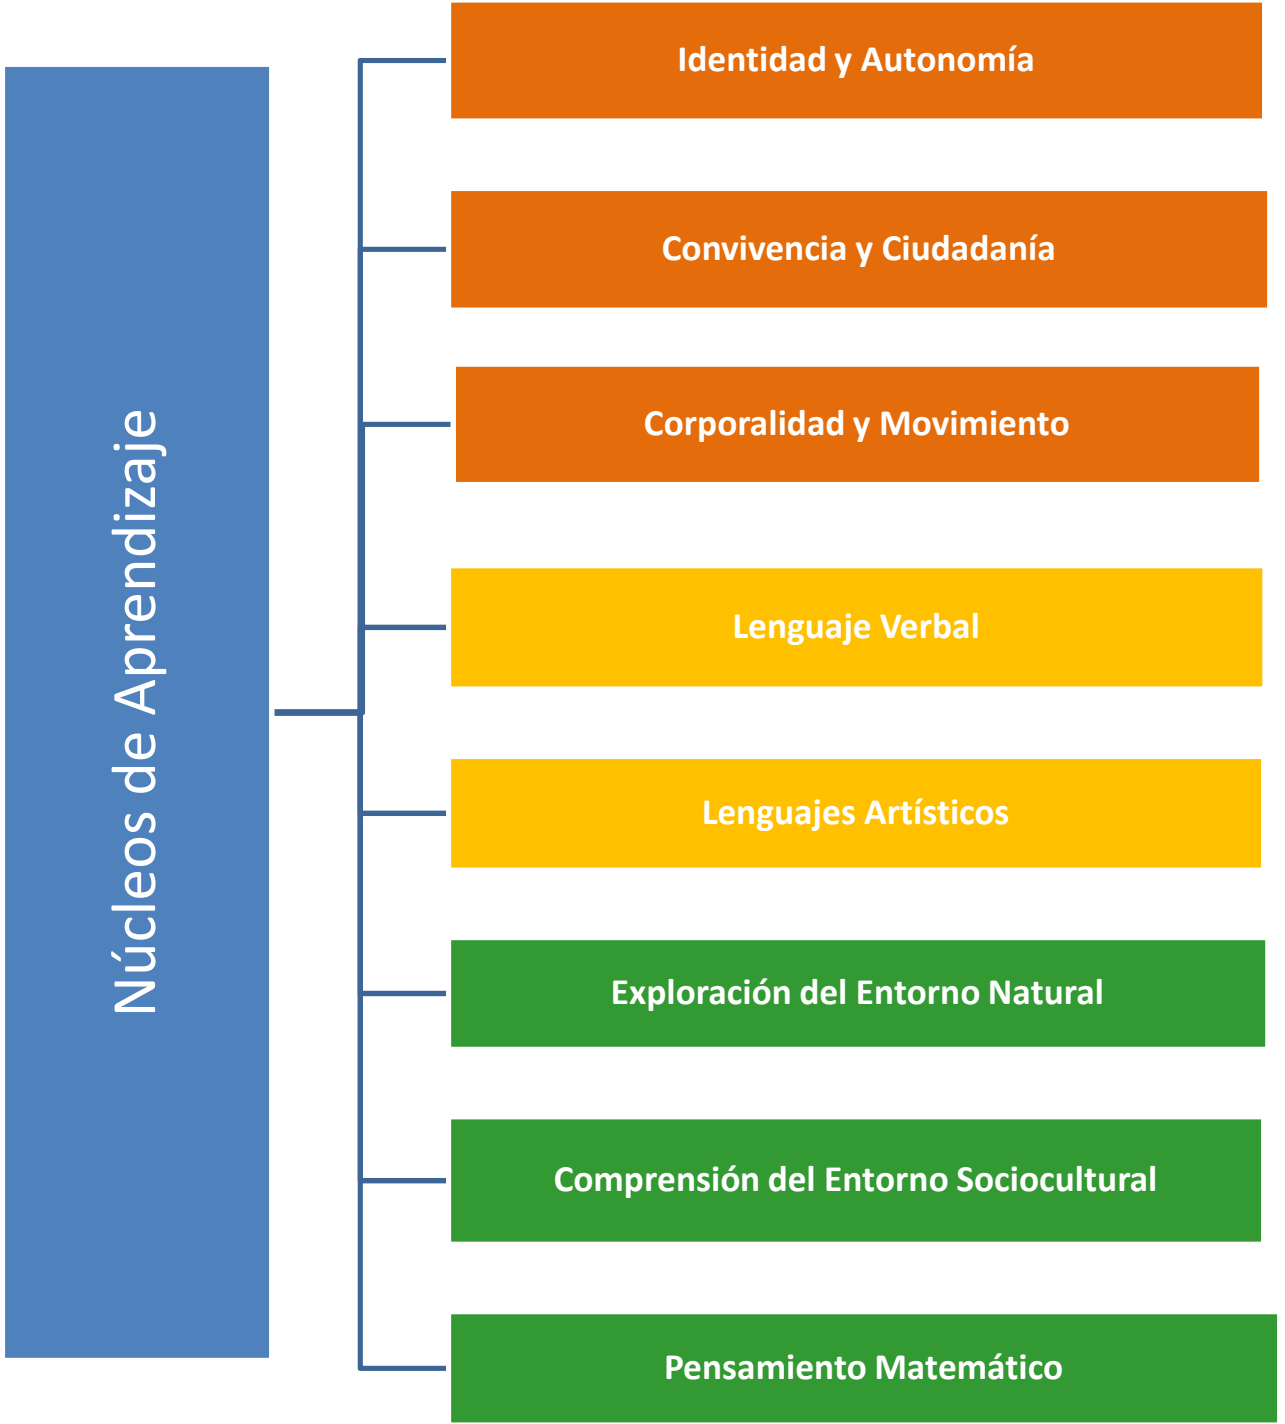 Núcleos de Aprendizaje
Identidad y Autonomía
Convivencia y Ciudadanía
Corporalidad y Movimiento
Lenguaje Verbal
Lenguajes Artísticos
Exploración del Entorno Natural
Comprensión del Entorno Sociocultural
Pensamiento Matemático